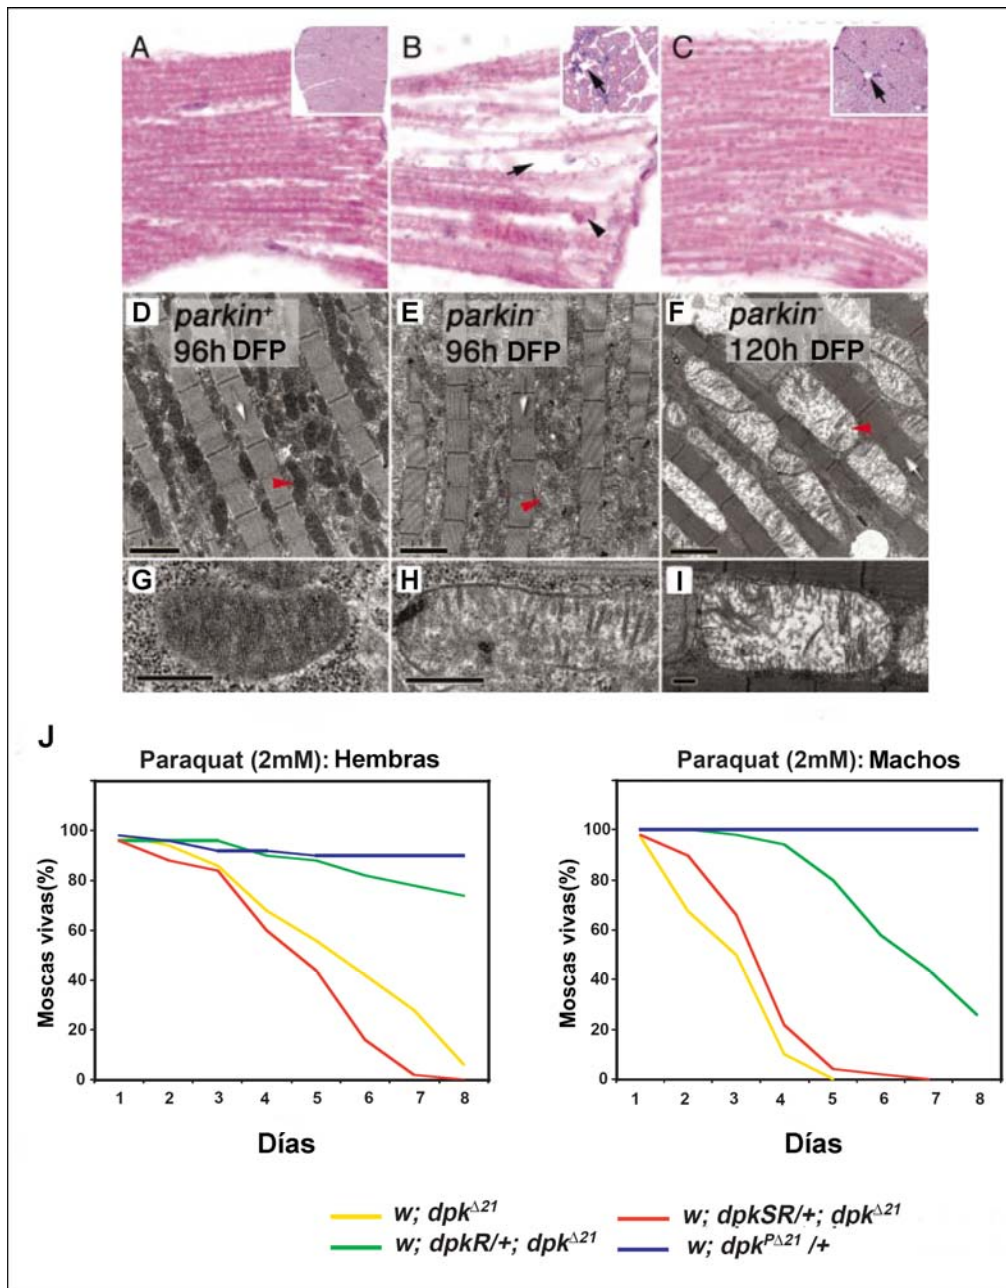 A
B
C
D
parkin+
96h DFP
E
parkin-
96h DFP
F
parkin-
120h DFP
G
H
I
J
Paraquat (2mM): Hembras
Moscas vivas(%)
100
80
60
40
20
0
1 2 3 4 5 6 7 8
Días
Paraquat (2mM): Machos
Moscas vivas(%)
100
80
60
40
20
0
1 2 3 4 5 6 7 8
Días
w; dpkΔ21
w; dpkSR/+; dpkΔ21
w; dpkR/+; dpkΔ21
w; dpkPΔ21 /+